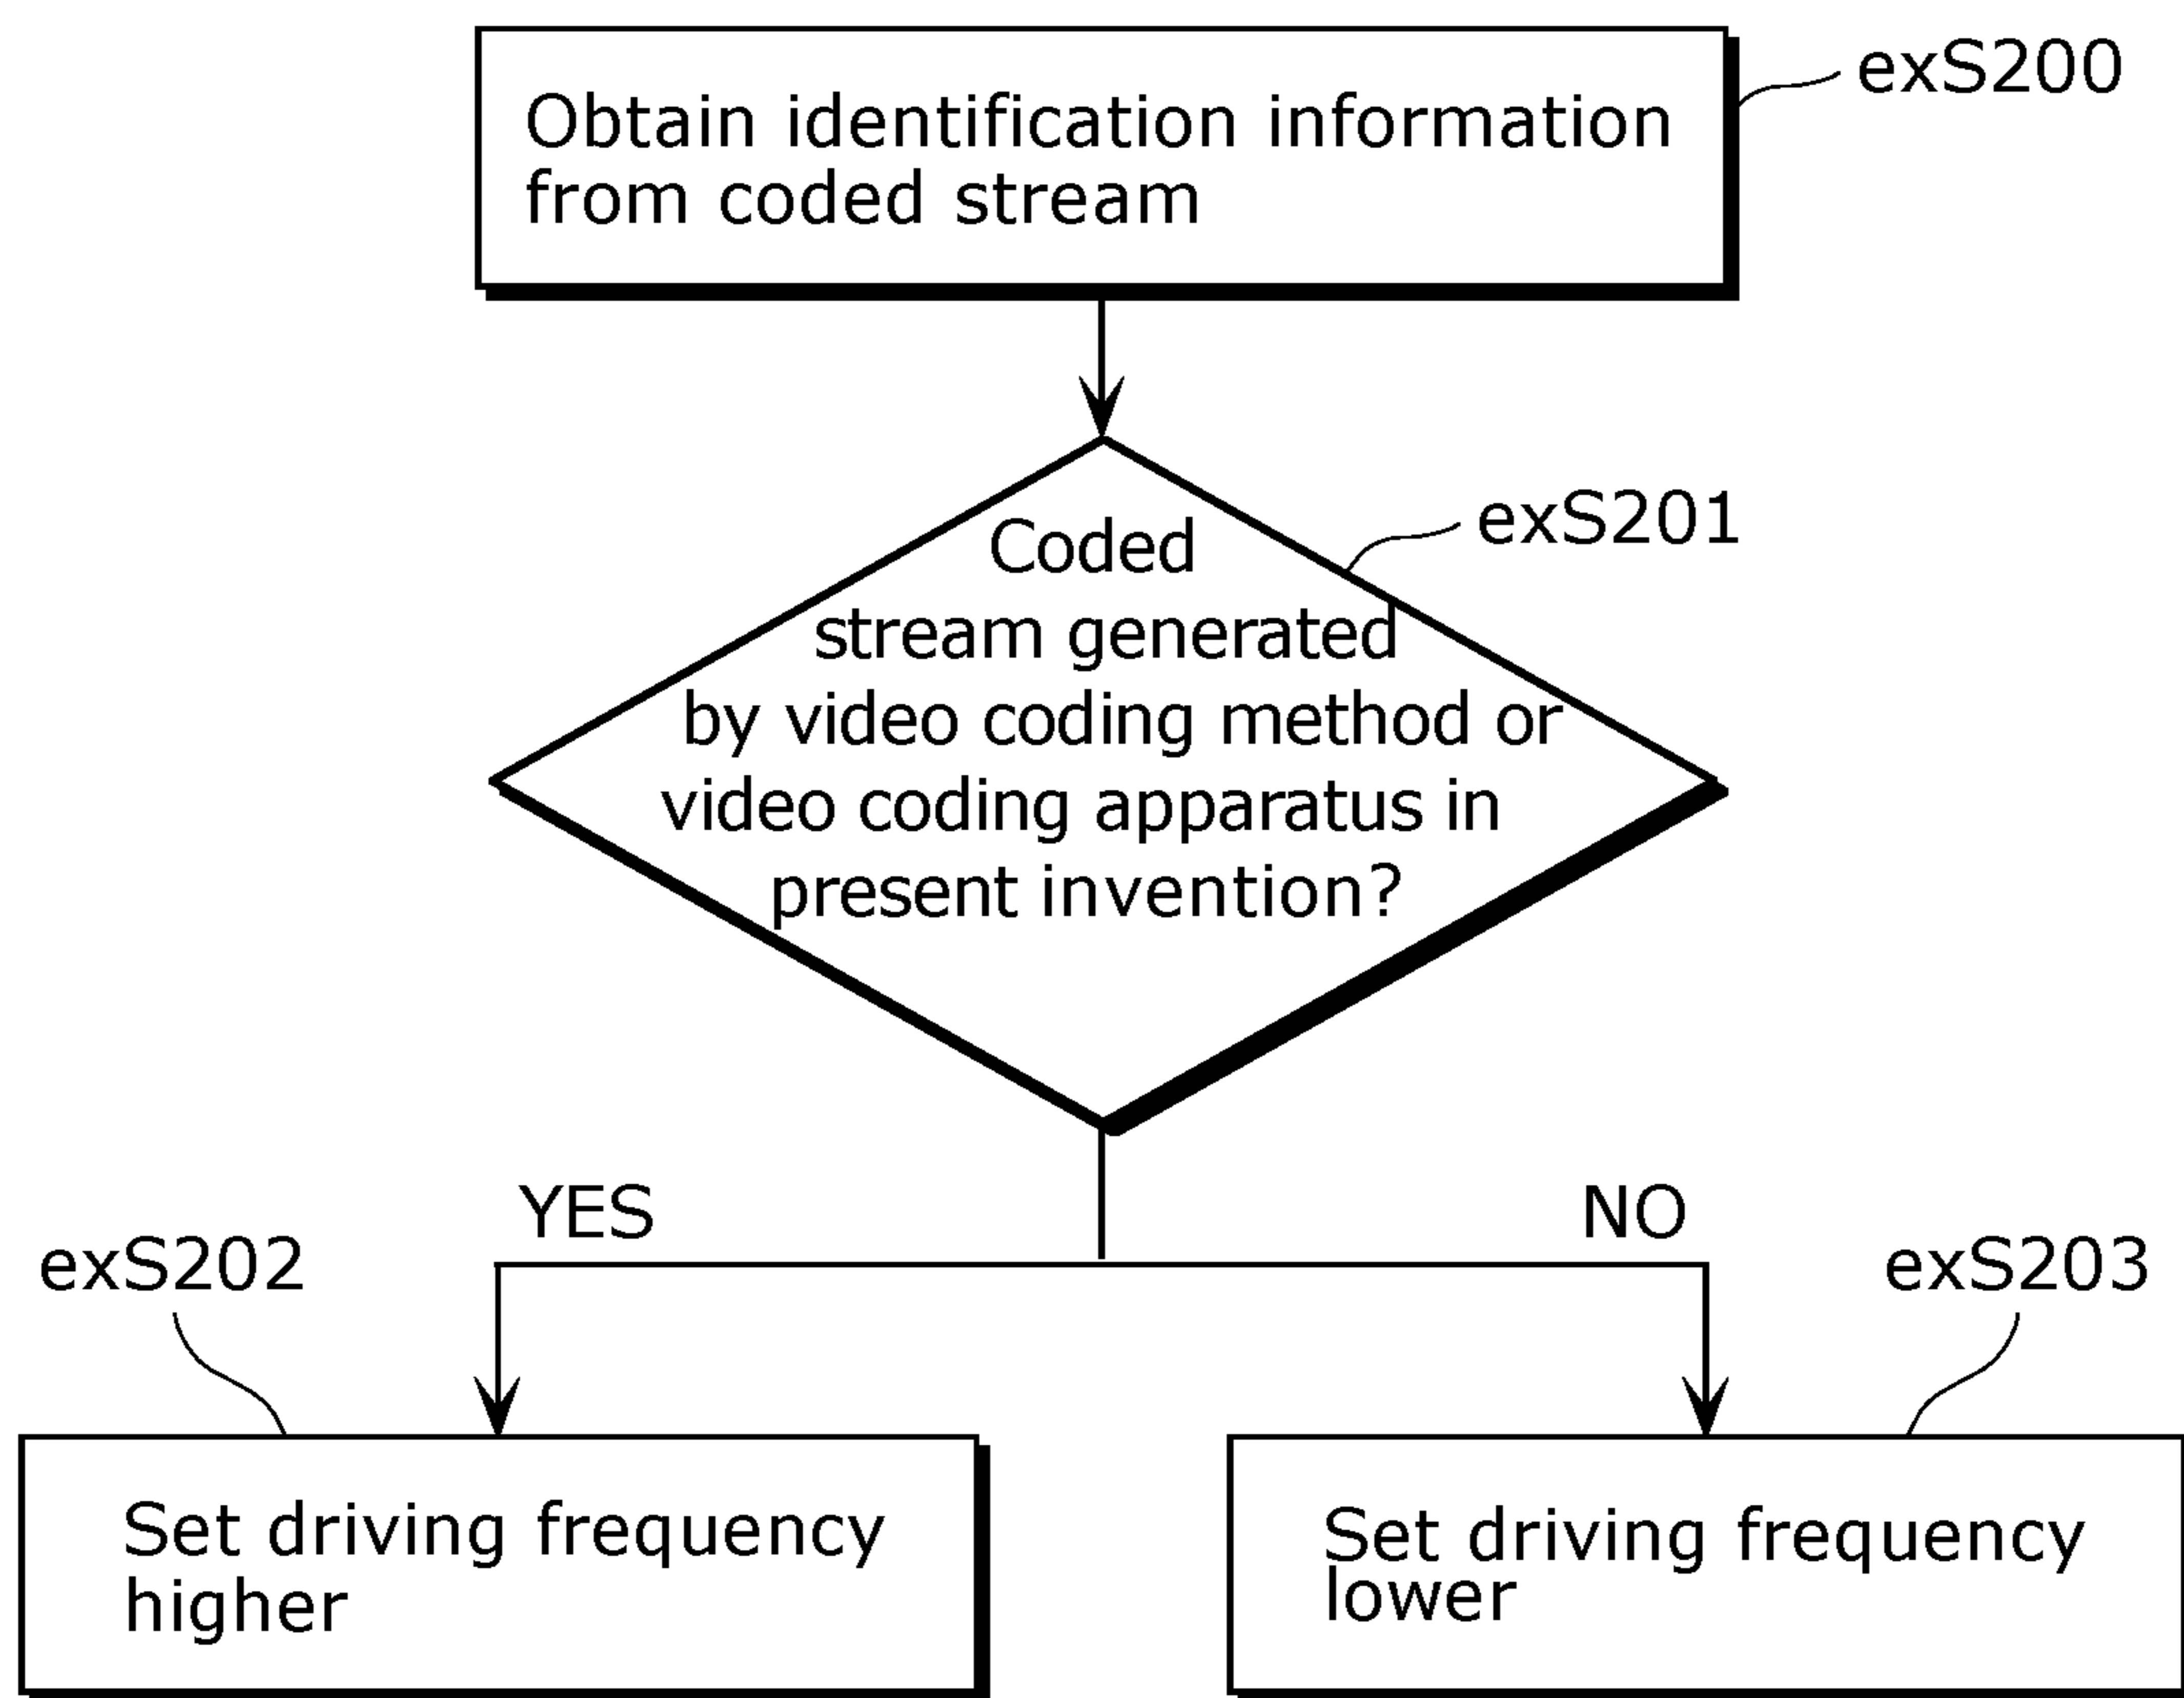 exS200
Obtain identification information
from coded stream
exS201
Coded
stream generated
by video coding method or
video coding apparatus in
present invention?
YES
NO
exS202
exS203
Set driving frequency
higher
Set driving frequency
lower